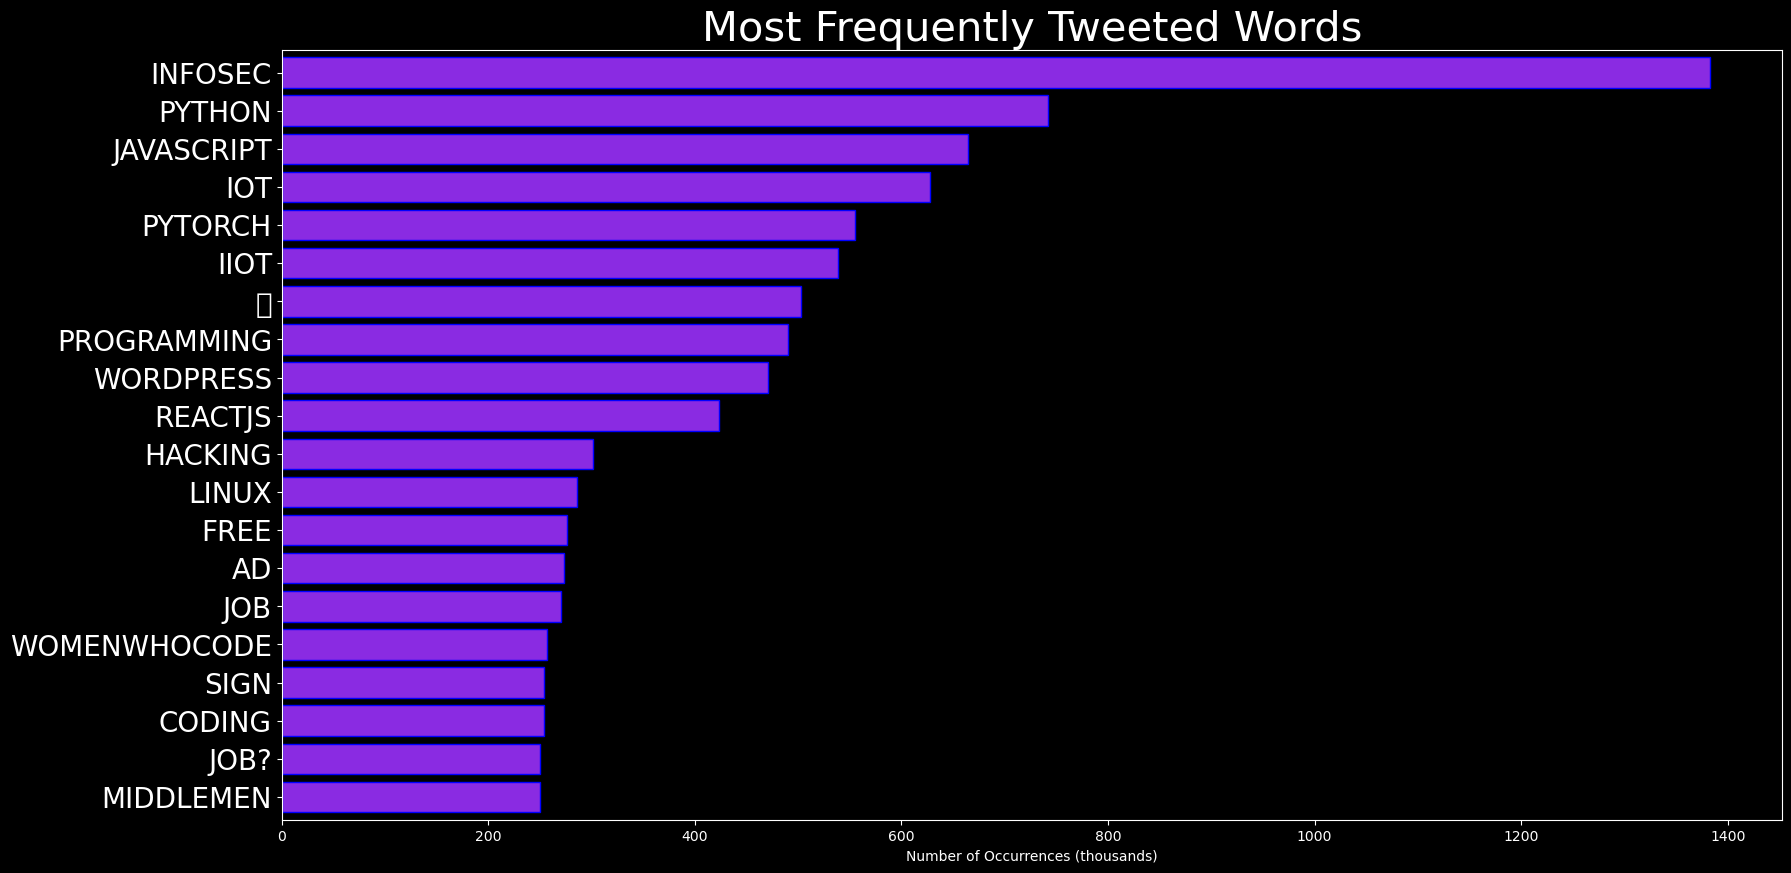 Most Frequently Tweeted Words
INFOSEC
PYTHON
JAVASCRIPT
IOT
PYTORCH
IIOT
PROGRAMMING
WORDPRESS
REACTJS
HACKING
LINUX
FREE
AD
JOB
WOMENWHOCODE
SIGN
CODING
JOB?
MIDDLEMEN
0 200 400 600 800 1000 1200 1400
Number of Occurrences (thousands)